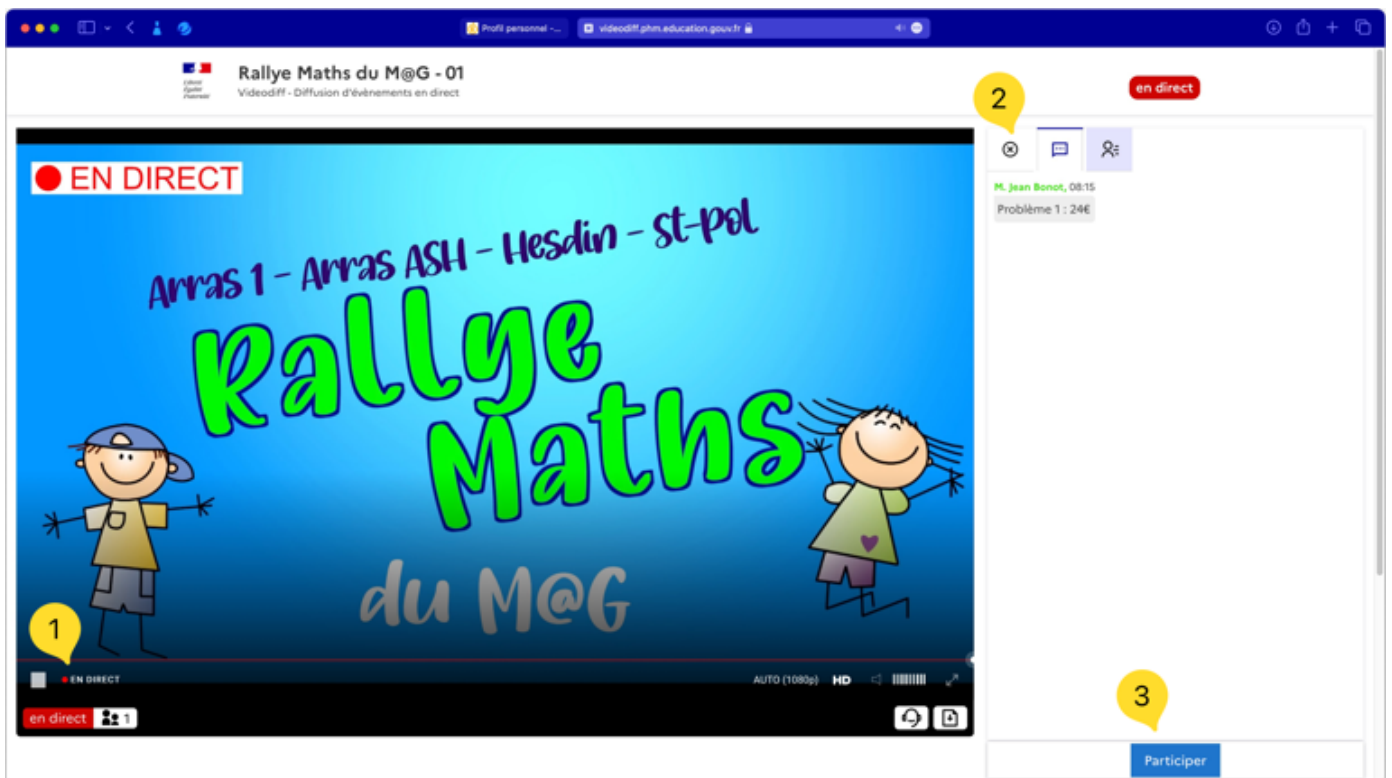 Profil personnel -...
videodiff.phm.education.gouv.fr
Rallye Maths du M@G - 01
Videodiff - Diffusion d'évènements en direct
en direct
2
EN DIRECT
Arras 1 - Arras ASH - Hesdin - St-Pol
Rallye
Maths
du M@G
M. Jean Bonot, 08:15
Problème 1 : 24€
1
EN DIRECT
AUTO (1080p) HD
en direct 1
3
Participer